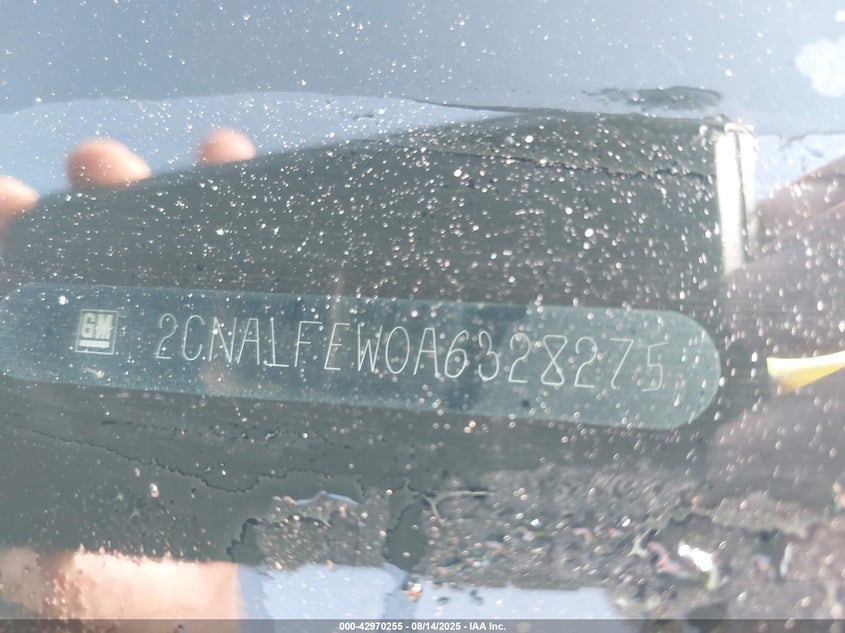 GM 2CNALFEW0A6328275
000-42970255 - 08/14/2025 - IAA Inc.